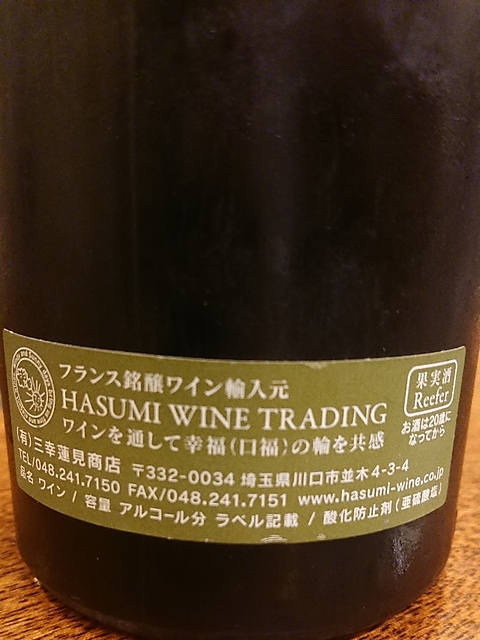 フランス銘醸ワイン輸入元
HASUMI WINE TRADING
ワインを通して幸福(口福)の輪を共感
(有)三幸蓮見商店 〒332-0034 埼玉県川口市並木4-3-4
TEL/048.241.7150 FAX/048.241.7151 www.hasumi-wine.co.jp
品名 ワイン / 容量 アルコール分 ラベル記載 / 酸化防止剤(亜硫酸塩)
果実酒
Reefer
お酒は20歳に
なってから